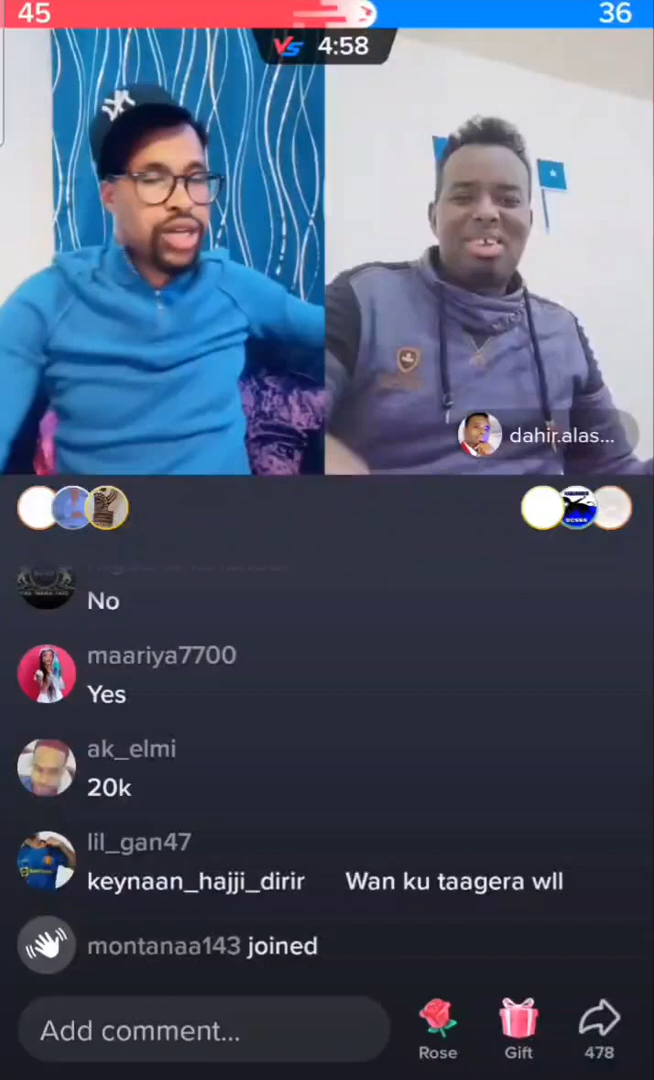 45
36
VS 4:58
dahir.alas...
No
maariya7700
Yes
ak_elmi
20k
lil_gan47
keynaan_hajji_dirir Wan ku taagera wll
montanaa143 joined
Add comment...
Rose
Gift
478